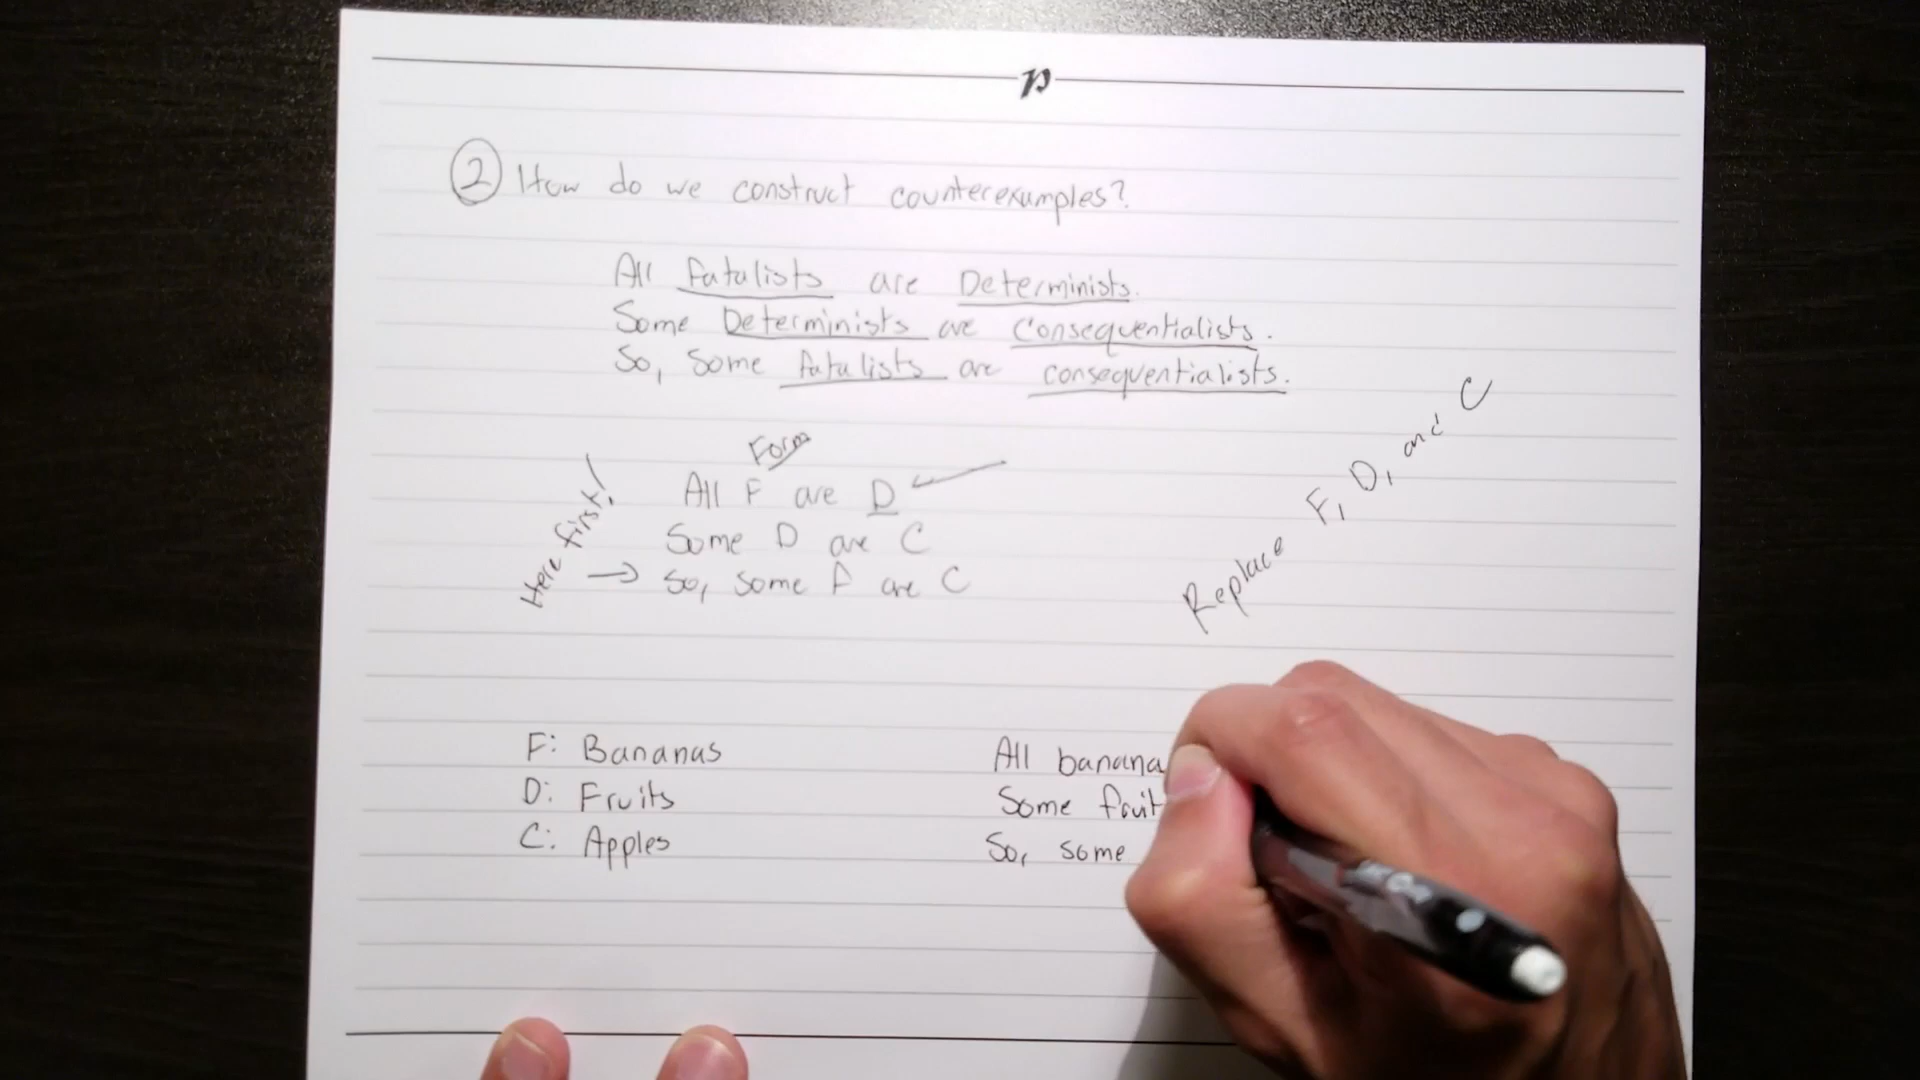 ② How do we construct counterexamples?
All fatalists are Determinists.
Some Determinists are Consequentialists.
So, some fatalists are consequentialists.
Form
All F are D
Some D are C
So, some F are C
Here first!
Replace F, D, and C
F: Bananas
D: Fruits
C: Apples
All banana
Some fruit
So, some